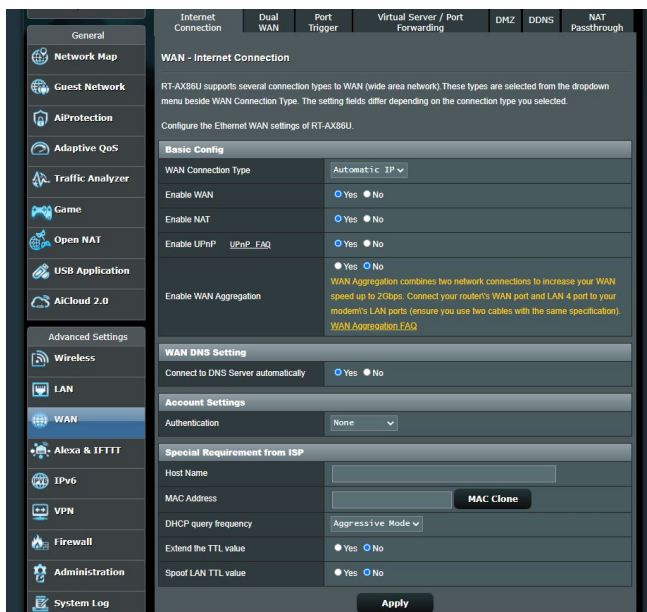 Internet Connection
Dual WAN
Port Trigger
Virtual Server / Port Forwarding
DMZ
DDNS
NAT Passthrough
General
Network Map
Guest Network
AiProtection
Adaptive QoS
Traffic Analyzer
Game
Open NAT
USB Application
AiCloud 2.0
Advanced Settings
Wireless
LAN
WAN
Alexa & IFTTT
IPv6
VPN
Firewall
Administration
System Log
WAN - Internet Connection
RT-AX86U supports several connection types to WAN (wide area network).These types are selected from the dropdown
menu beside WAN Connection Type. The setting fields differ depending on the connection type you selected.
Configure the Ethernet WAN settings of RT-AX86U.
Basic Config
WAN Connection Type Automatic IP
Enable WAN Yes No
Enable NAT Yes No
Enable UPnP UPnP FAQ Yes No
Enable WAN Aggregation Yes No
WAN Aggregation combines two network connections to increase your WAN
speed up to 2Gbps. Connect your router\'s WAN port and LAN 4 port to your
modem\'s LAN ports (ensure you use two cables with the same specification).
WAN Aggregation FAQ
WAN DNS Setting
Connect to DNS Server automatically Yes No
Account Settings
Authentication None
Special Requirement from ISP
Host Name
MAC Address MAC Clone
DHCP query frequency Aggressive Mode
Extend the TTL value Yes No
Spoof LAN TTL value Yes No
Apply